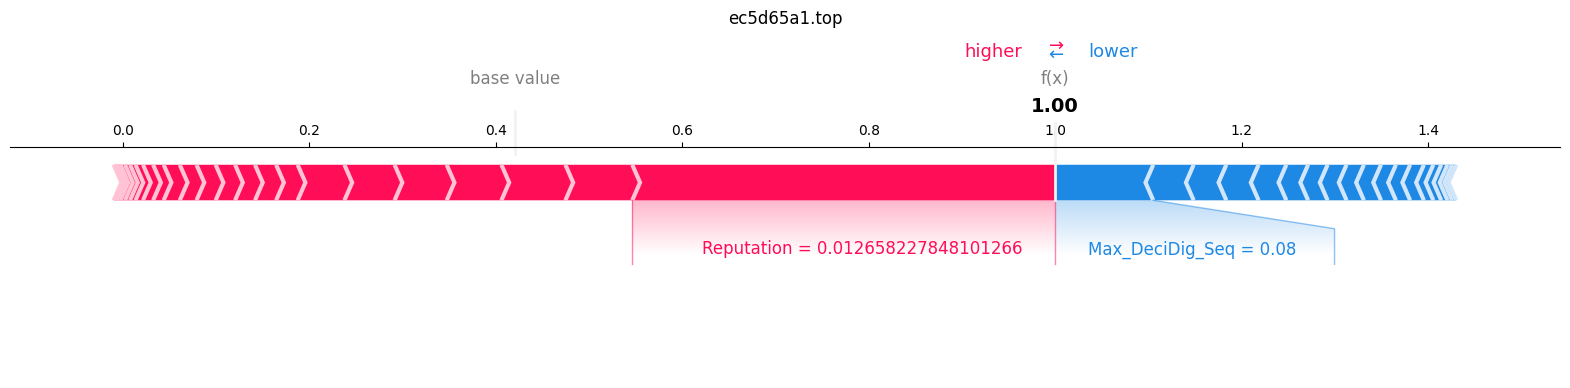 ec5d65a1.top
higher → lower
←
base value f(x)
1.00
0.0 0.2 0.4 0.6 0.8 1.0 1.2 1.4
Reputation = 0.012658227848101266 Max_DeciDig_Seq = 0.08